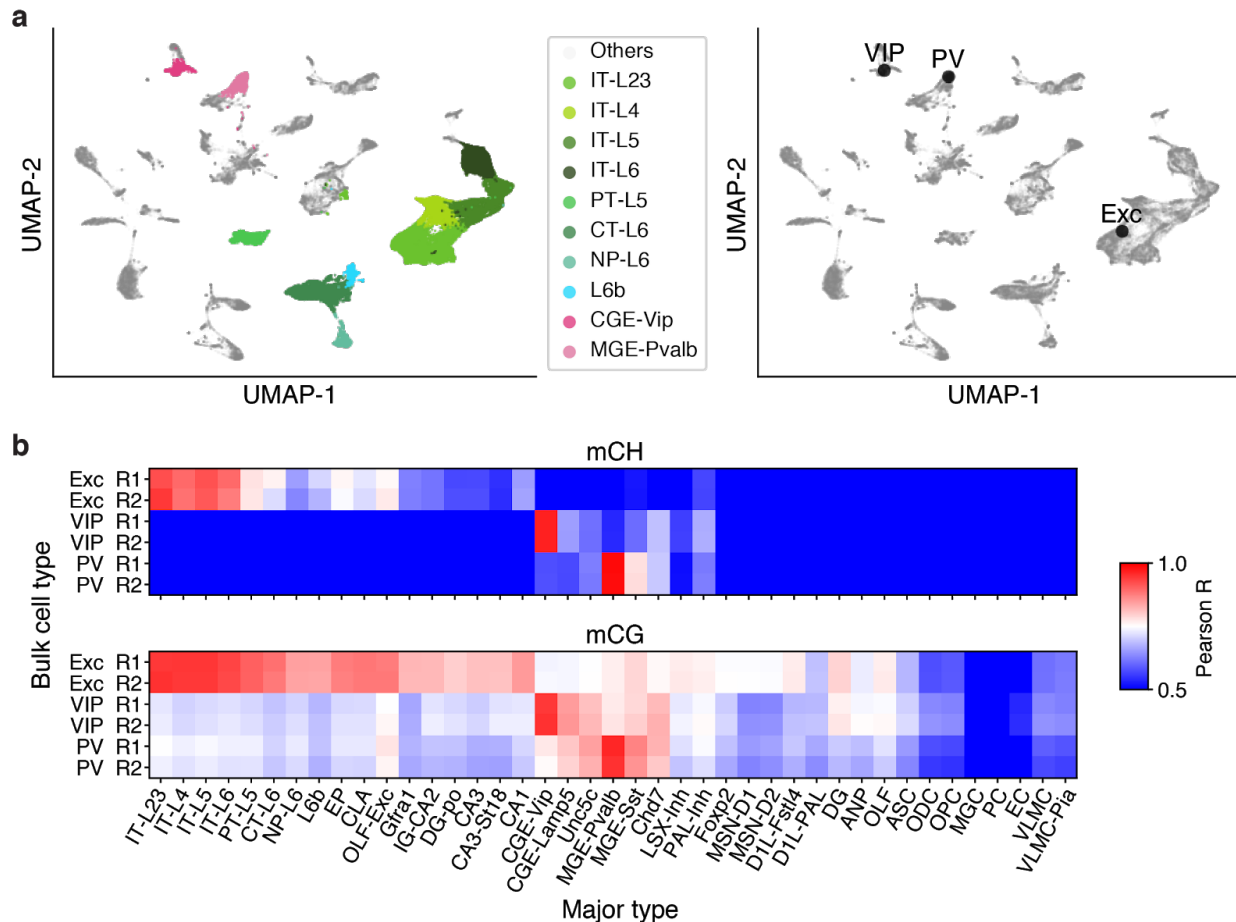 a
UMAP-2
UMAP-1
Others
IT-L23
IT-L4
IT-L5
IT-L6
PT-L5
CT-L6
NP-L6
L6b
CGE-Vip
MGE-Pvalb
UMAP-2
VIP
PV
Exc
UMAP-1
b
mCH
Bulk cell type
Exc R1
Exc R2
VIP R1
VIP R2
PV R1
PV R2
mCG
Exc R1
Exc R2
VIP R1
VIP R2
PV R1
PV R2
1.0
Pearson R
0.5
IT-L23
IT-L4
IT-L5
IT-L6
PT-L5
CT-L6
NP-L6
L6b
EP
CLA
OLF-Exc
Gfra1
IG-CA2
DG-po
CA3
CA3-St18
CA1
CGE-Vip
CGE-Lamp5
Unc5c
MGE-Pvalb
MGE-Sst
Chd7
LSX-Inh
PAL-Inh
Foxp2
MSN-D1
MSN-D2
D1L-Fstl4
D1L-PAL
DG
ANP
OLF
ASC
ODC
OPC
MGC
PC
EC
VLMC
VLMC-Pia
Major type